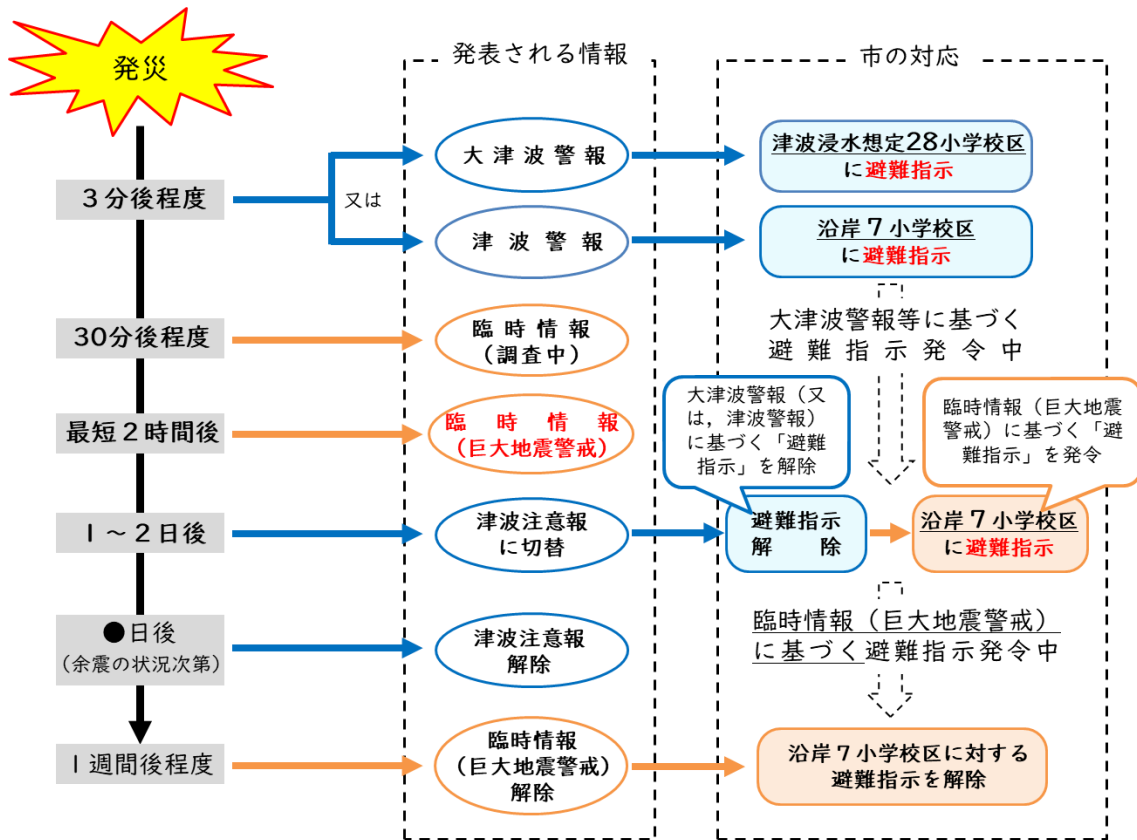 発災
発表される情報
市の対応
3分後程度
又は
大津波警報
津波浸水想定28小学校区
に避難指示
津波警報
沿岸7小学校区
に避難指示
30分後程度
臨時情報
（調査中）
大津波警報等に基づく
避難指示発令中
最短2時間後
臨時情報
（巨大地震警戒）
大津波警報（又
は，津波警報）
に基づく「避難
指示」を解除
臨時情報（巨大地震
警戒）に基づく「避
難指示」を発令
1～2日後
津波注意報
に切替
避難指示
解除
沿岸7小学校区
に避難指示
●日後
（余震の状況次第）
津波注意報
解除
臨時情報（巨大地震警戒）
に基づく避難指示発令中
1週間後程度
臨時情報
（巨大地震警戒）
解除
沿岸7小学校区に対する
避難指示を解除